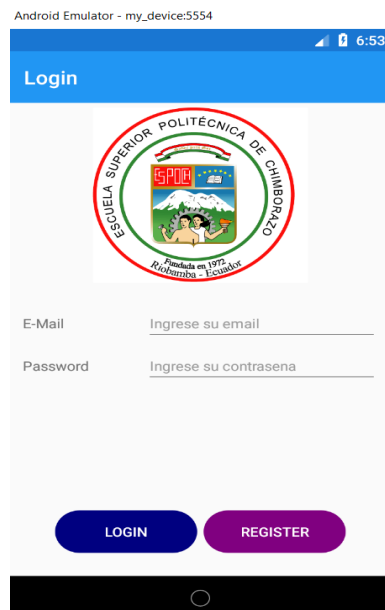 Android Emulator - my_device:5554
6:53
Login
ESCUELA SUPERIOR POLITÉCNICA DE CHIMBORAZO
ESPOCH
Fundada en 1972
Riobamba - Ecuador
E-Mail Ingrese su email
Password Ingrese su contrasena
LOGIN REGISTER